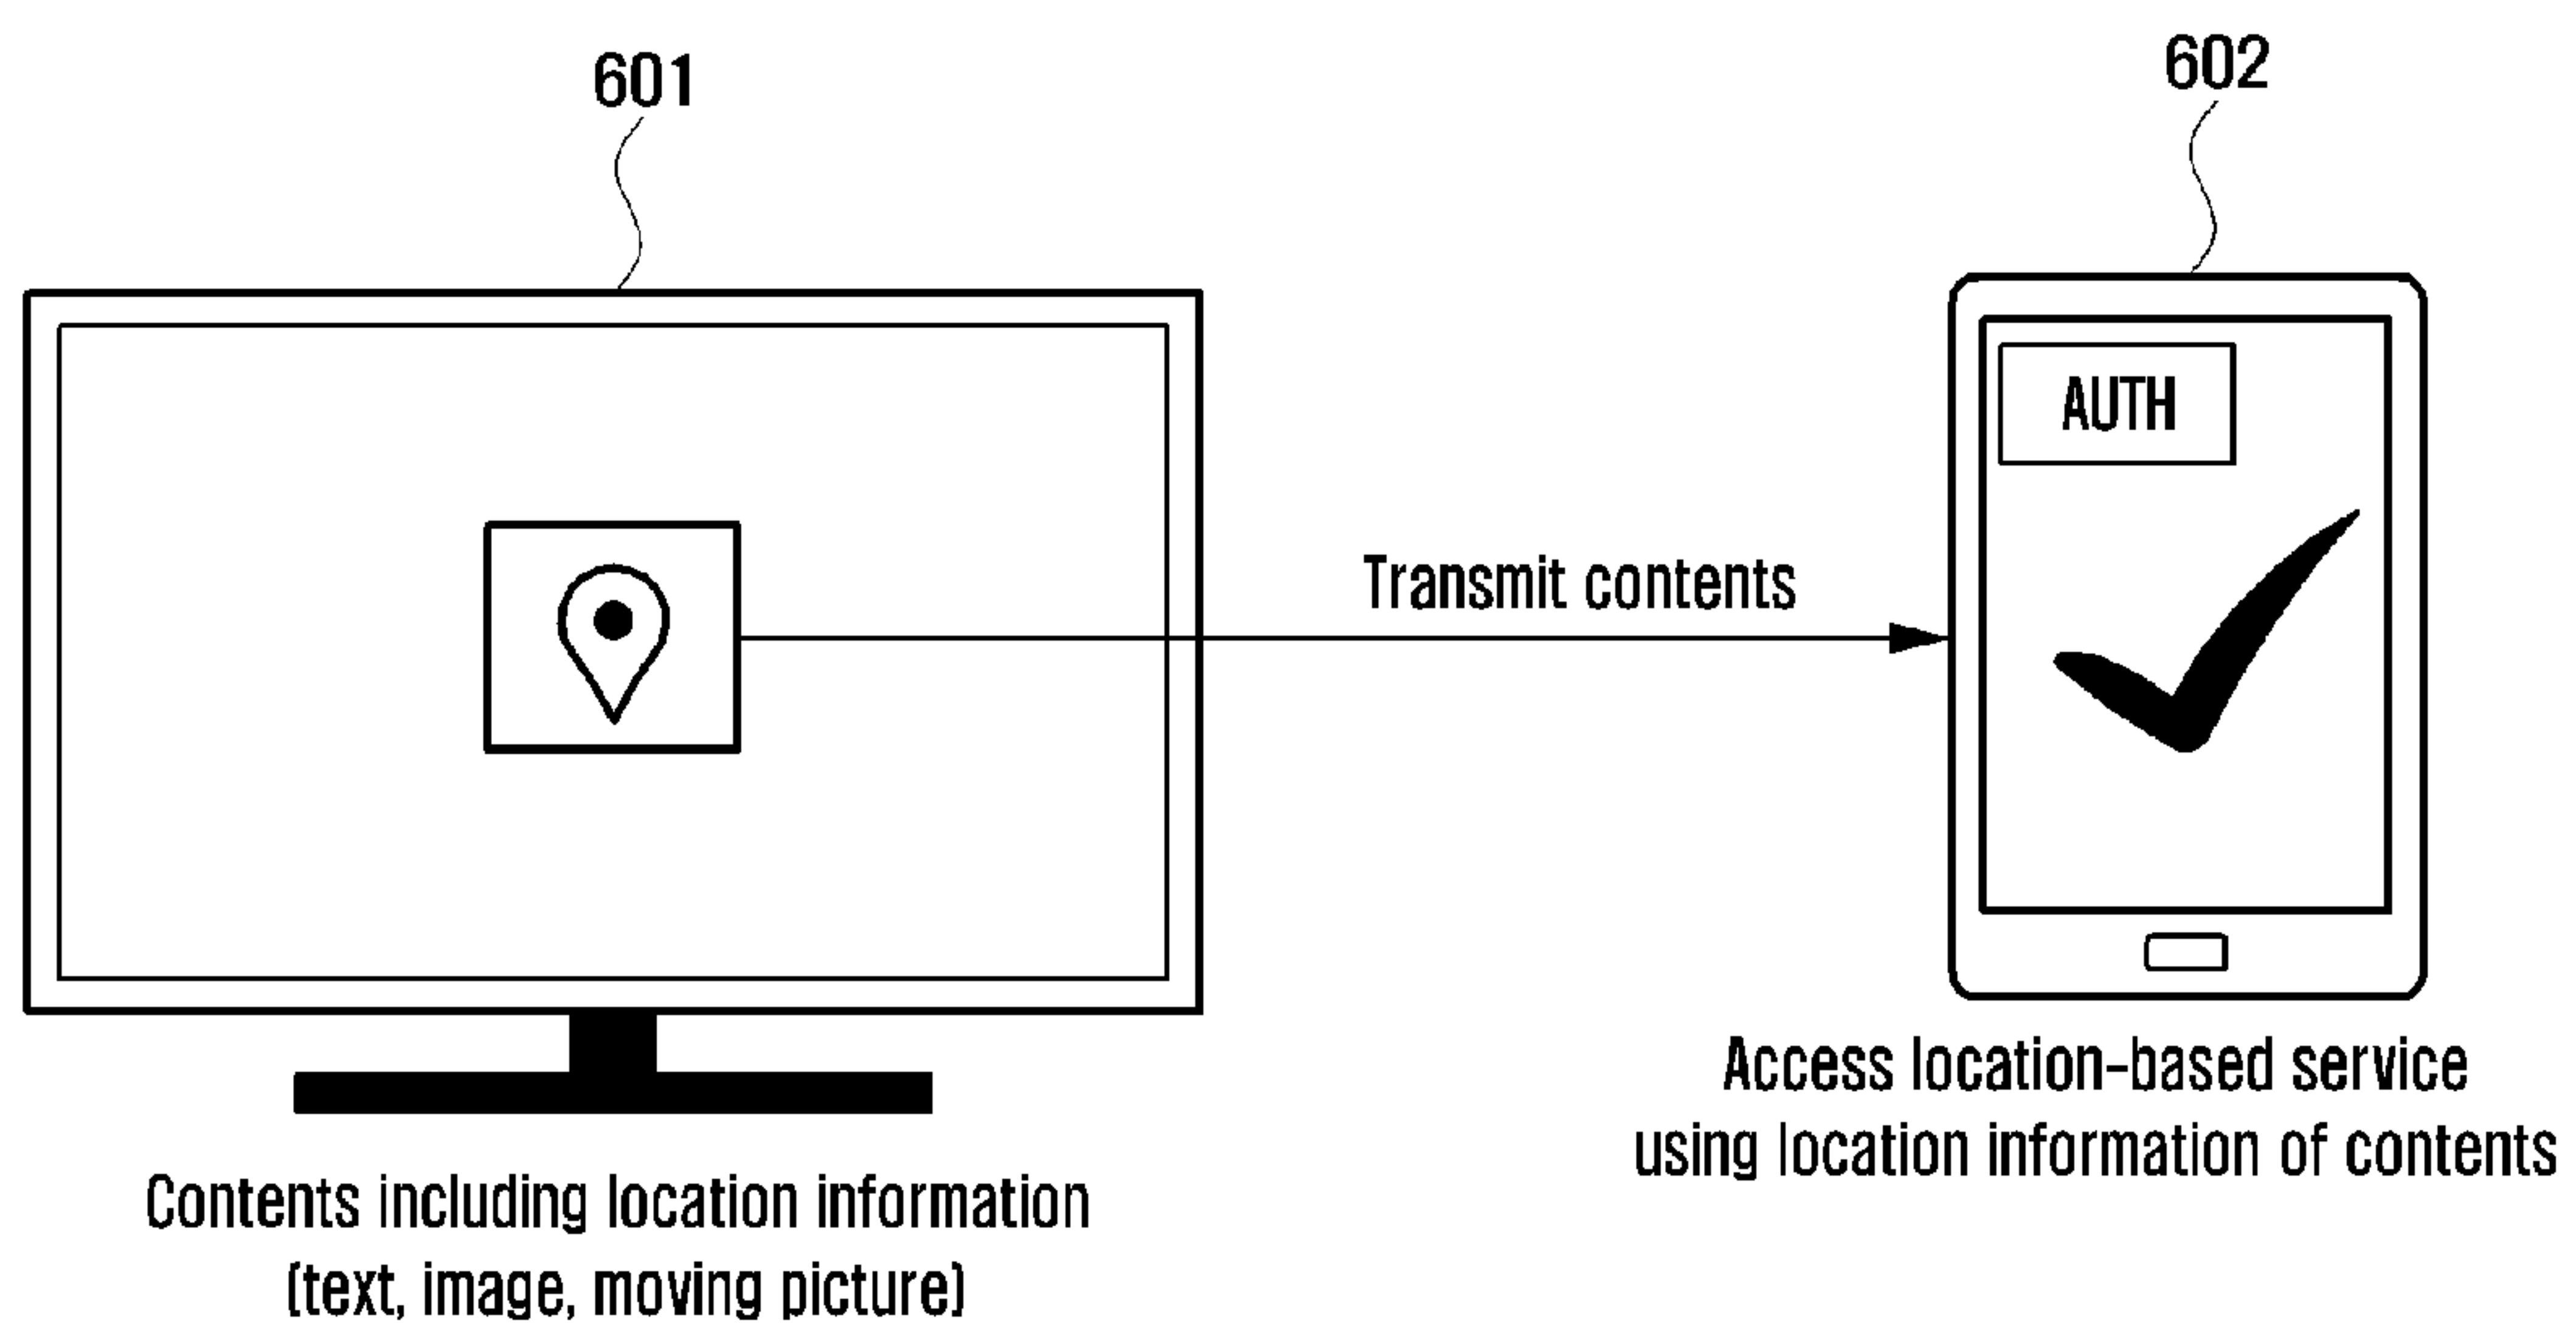 601
602
AUTH
Transmit contents
Access location-based service
using location information of contents
Contents including location information
(text, image, moving picture)